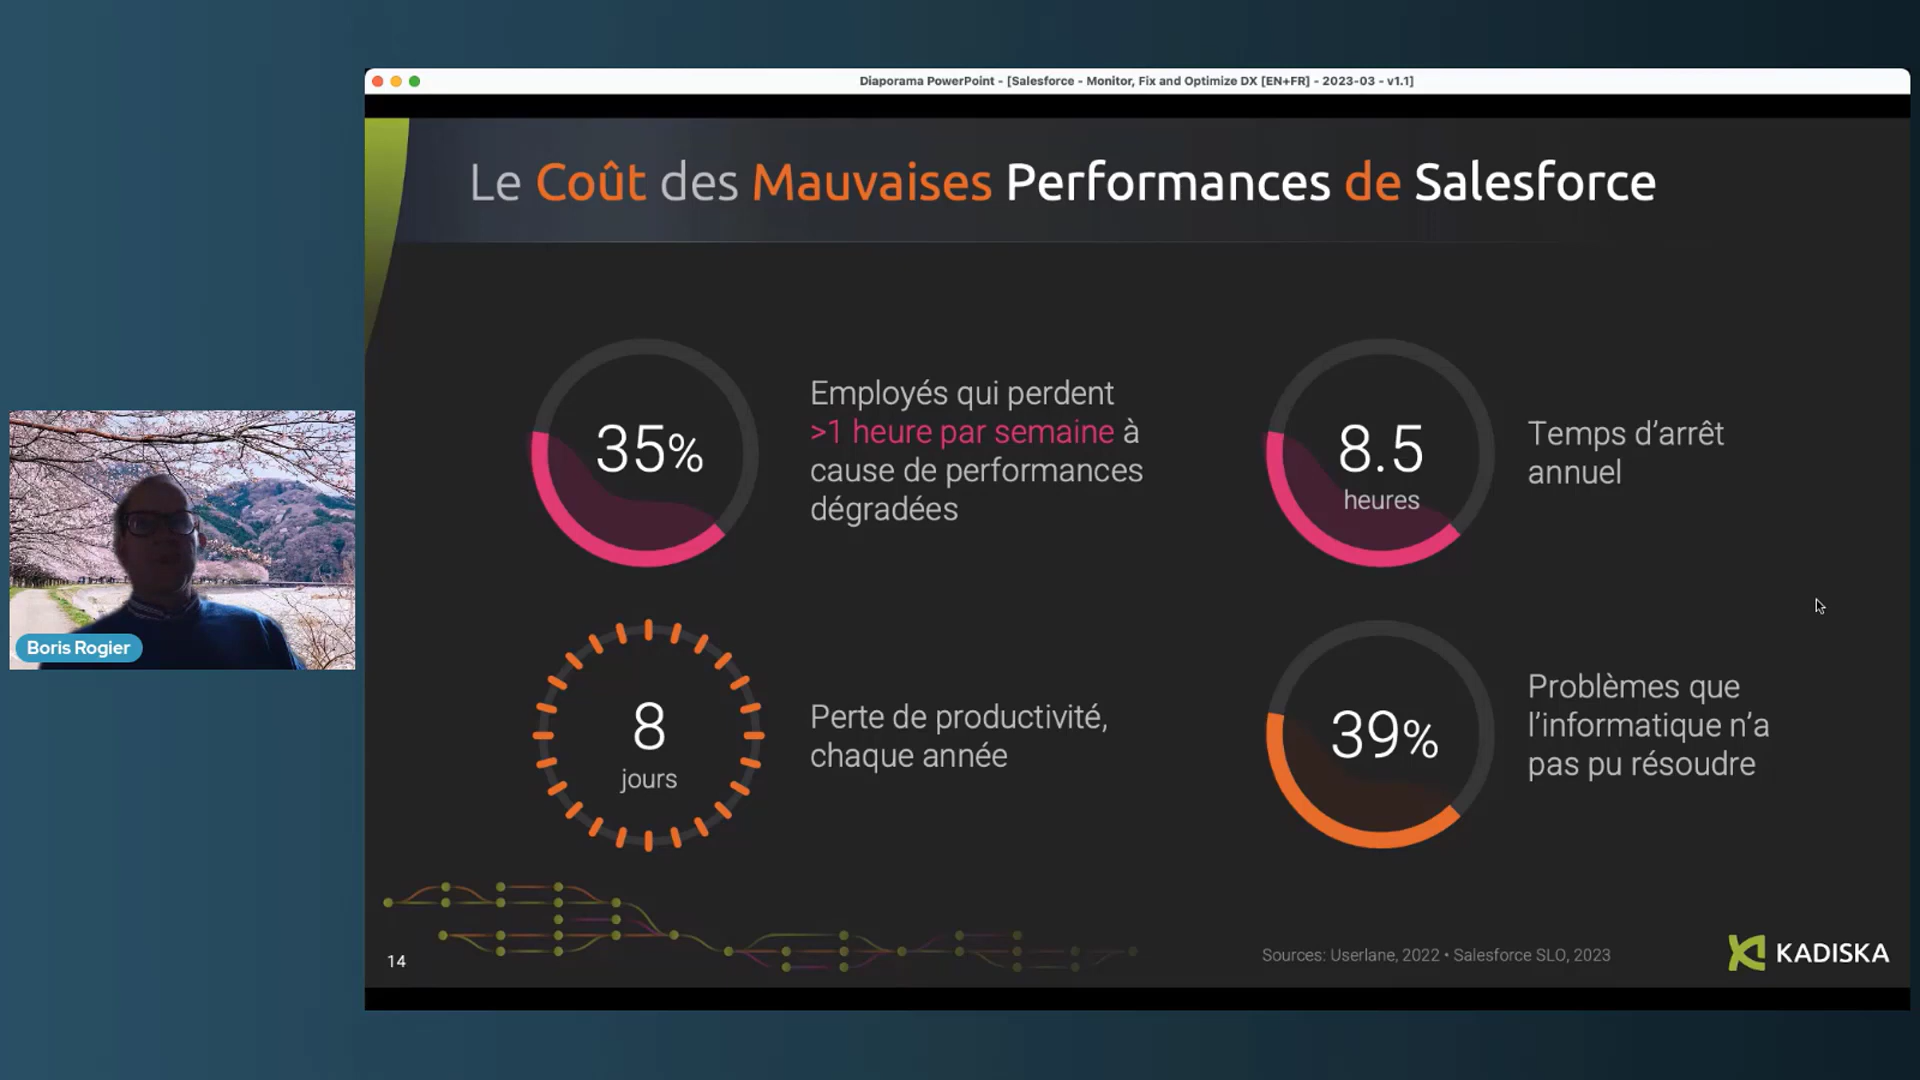 Diaporama PowerPoint - [Salesforce - Monitor, Fix and Optimize DX [EN+FR] - 2023-03 - v1.1]
Le Coût des Mauvaises Performances de Salesforce
35%
Employés qui perdent
>1 heure par semaine à
cause de performances
dégradées
8.5
heures
Temps d’arrêt
annuel
8
jours
Perte de productivité,
chaque année
39%
Problèmes que
l’informatique n’a
pas pu résoudre
Boris Rogier
14
Sources: Userlane, 2022 • Salesforce SLO, 2023
KADISKA